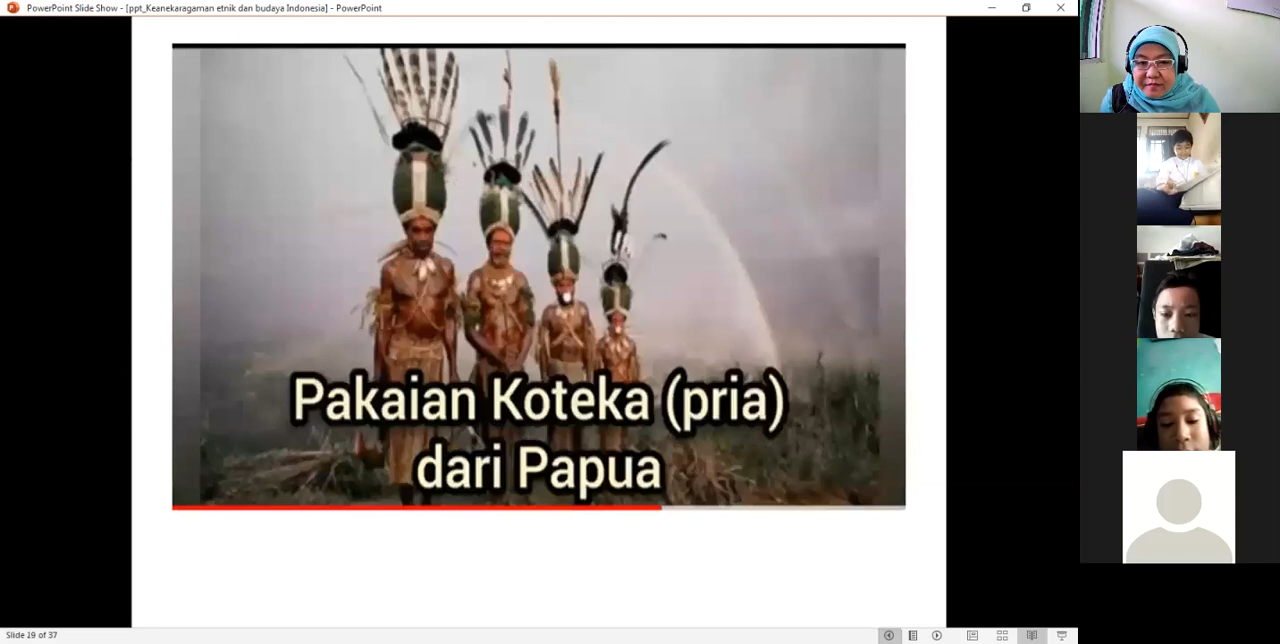 PowerPoint Slide Show - [ppt_Keanekaragaman etnik dan budaya Indonesia] - PowerPoint
Pakaian Koteka (pria)
dari Papua
Slide 19 of 37